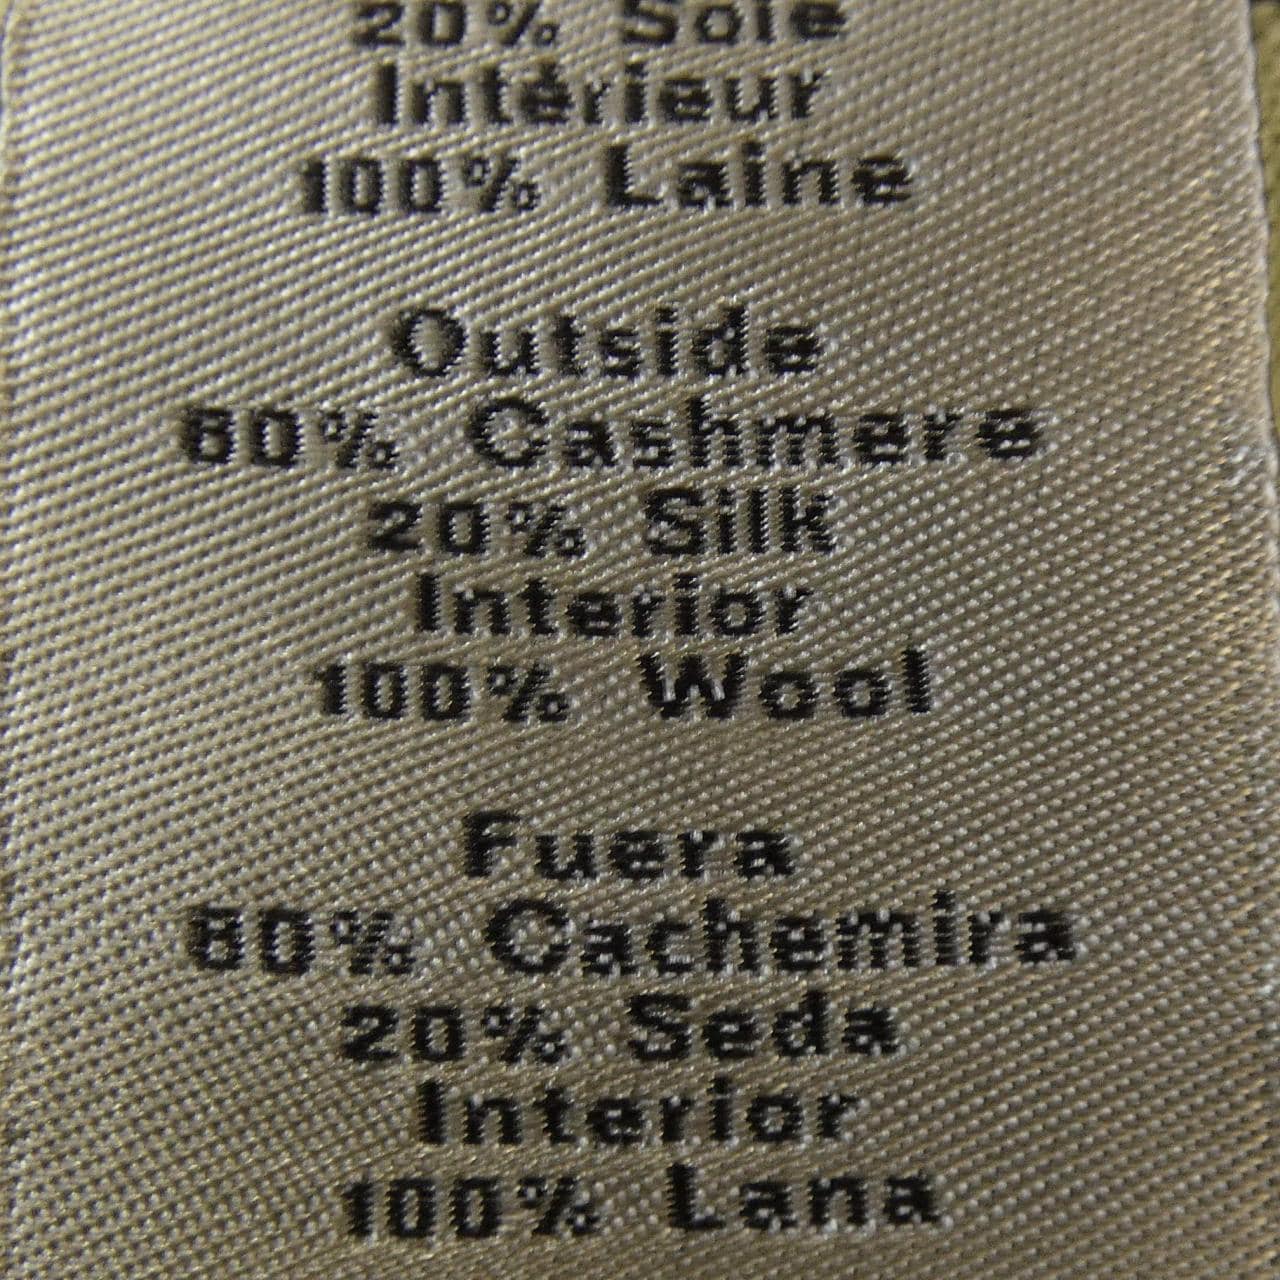 20% Soie
Intérieur
100% Laine
Outside
80% Cashmere
20% Silk
Interior
100% Wool
Fuera
80% Cachemira
20% Seda
Interior
100% Lana